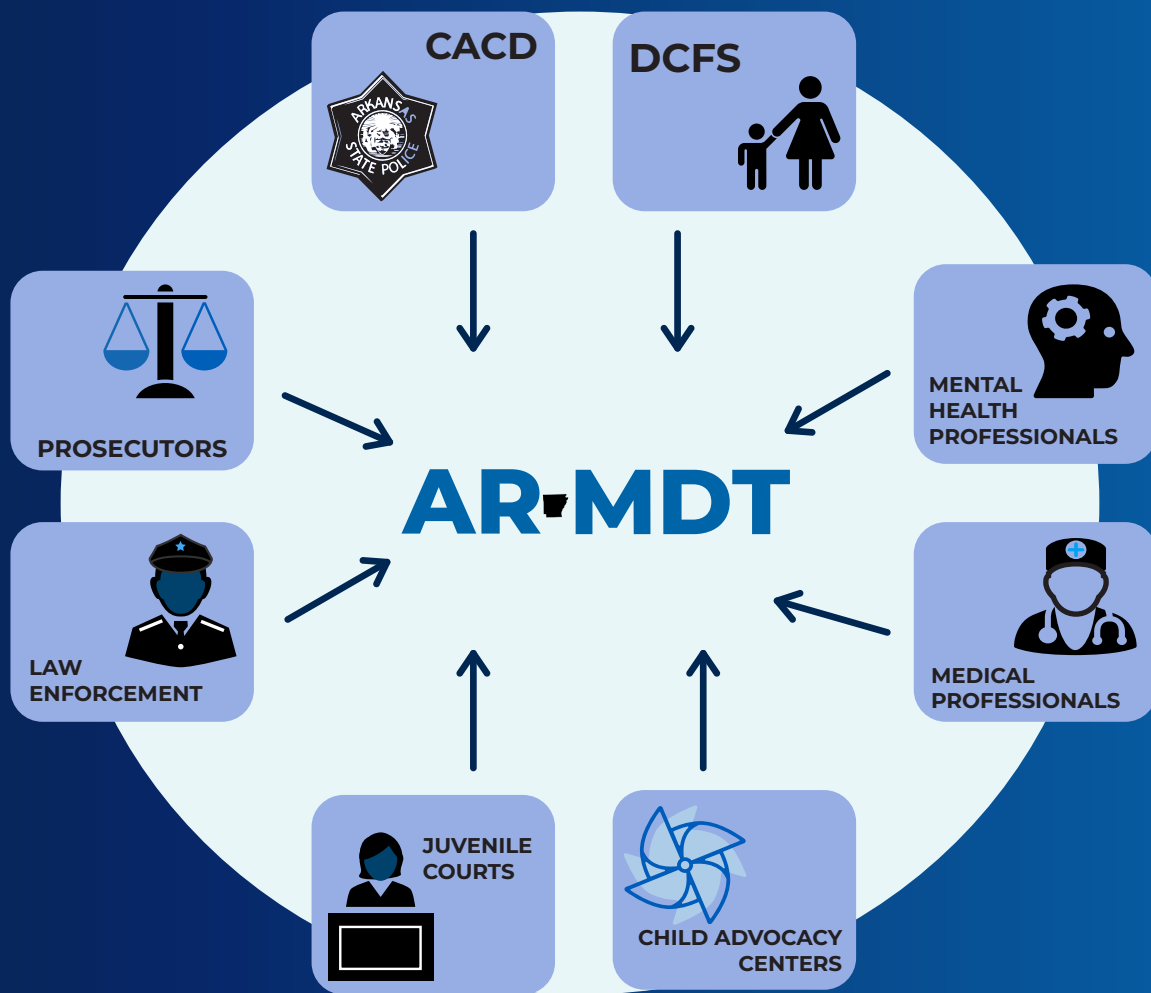 CACD
ARKANSAS
STATE POLICE
DCFS
PROSECUTORS
MENTAL
HEALTH
PROFESSIONALS
AR MDT
LAW
ENFORCEMENT
MEDICAL
PROFESSIONALS
JUVENILE
COURTS
CHILD ADVOCACY
CENTERS